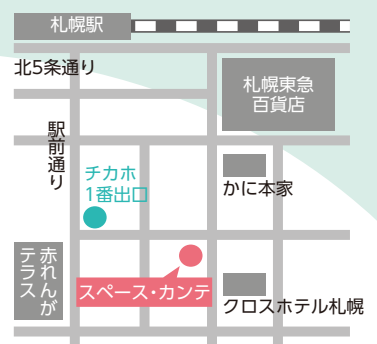 札幌駅
北5条通り
札幌東急
百貨店
駅前通り
チカホ
1番出口
かに本家
赤れんが
テラス
スペース・カンテ
クロスホテル札幌